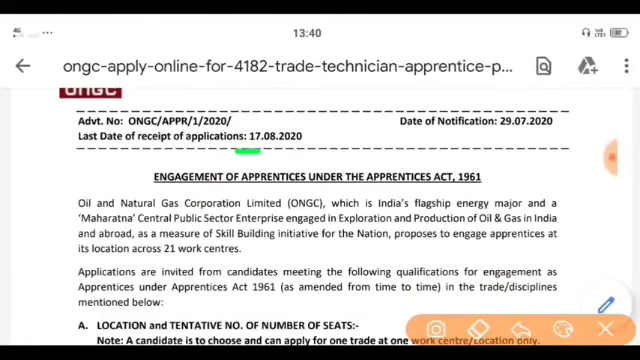 4G
13:40
ongc-apply-online-for-4182-trade-technician-apprentice-p...
ONGC
Advt. No: ONGC/APPR/1/2020/ Date of Notification: 29.07.2020
Last Date of receipt of applications: 17.08.2020
ENGAGEMENT OF APPRENTICES UNDER THE APPRENTICES ACT, 1961
Oil and Natural Gas Corporation Limited (ONGC), which is India's flagship energy major and a
'Maharatna' Central Public Sector Enterprise engaged in Exploration and Production of Oil & Gas in India
and abroad, as a measure of Skill Building initiative for the Nation, proposes to engage apprentices at
its location across 21 work centres.
Applications are invited from candidates meeting the following qualifications for engagement as
Apprentices under Apprentices Act 1961 (as amended from time to time) in the trade/disciplines
mentioned below:
A. LOCATION and TENTATIVE NO. OF NUMBER OF SEATS:-
Note: A candidate is to choose and can apply for one trade at one work centre/Location only.